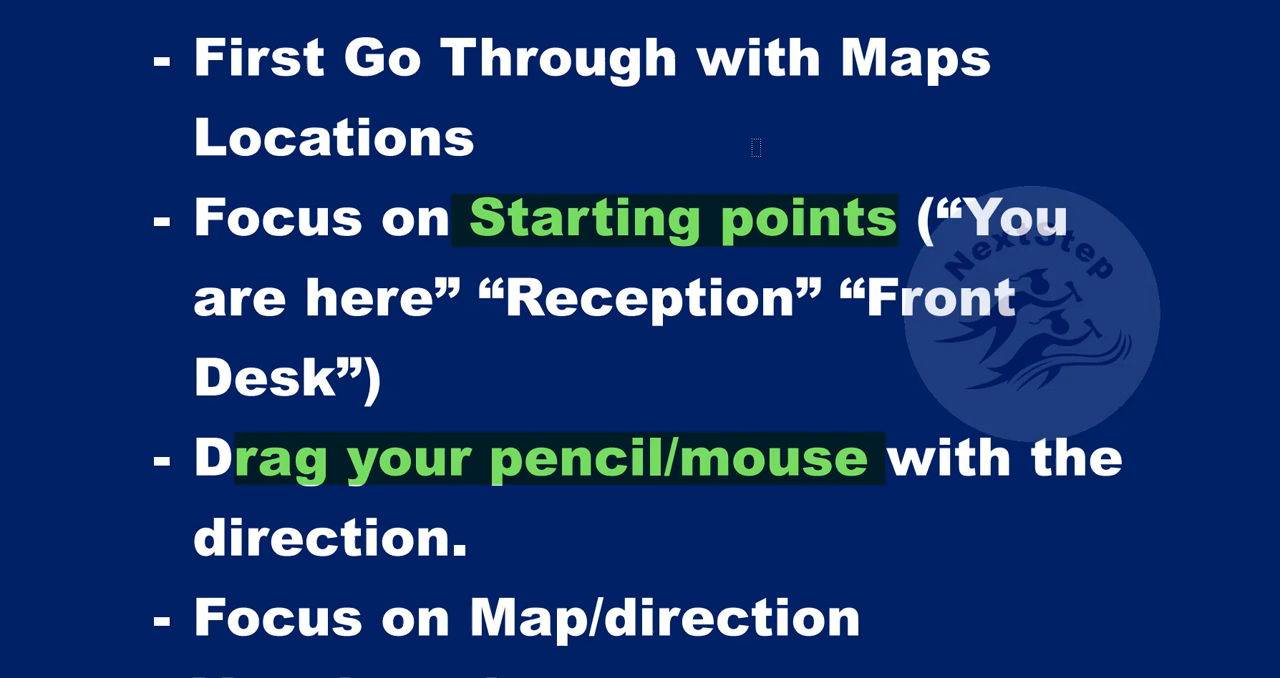 - First Go Through with Maps
Locations
- Focus on Starting points (“You
are here” “Reception” “Front
Desk”)
- Drag your pencil/mouse with the
direction.
- Focus on Map/direction
NextStep